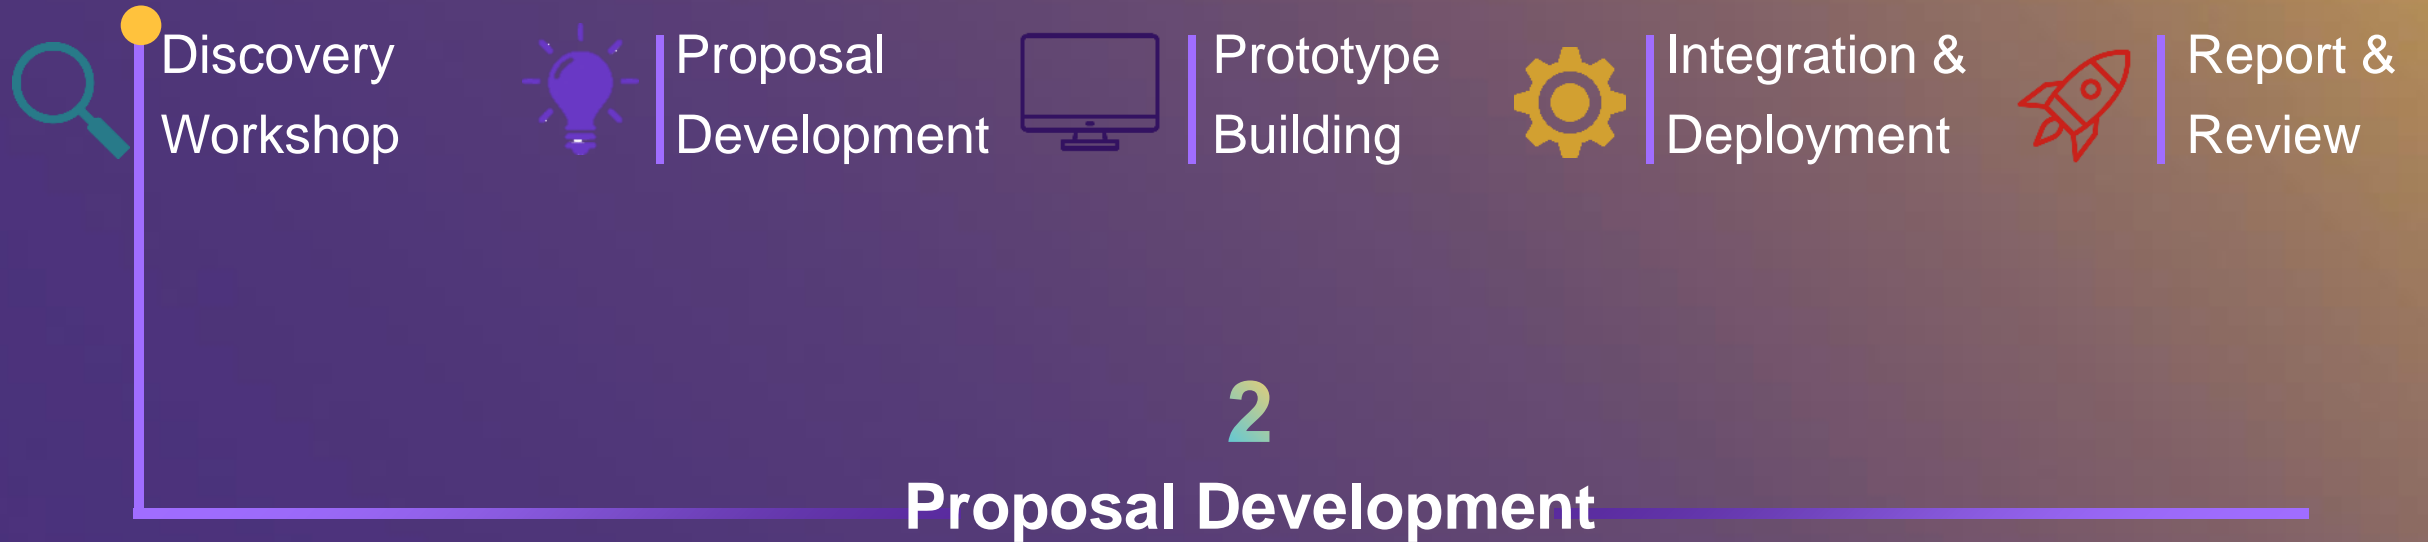 Discovery
Workshop
Proposal
Development
Prototype
Building
Integration &
Deployment
Report &
Review
2
Proposal Development